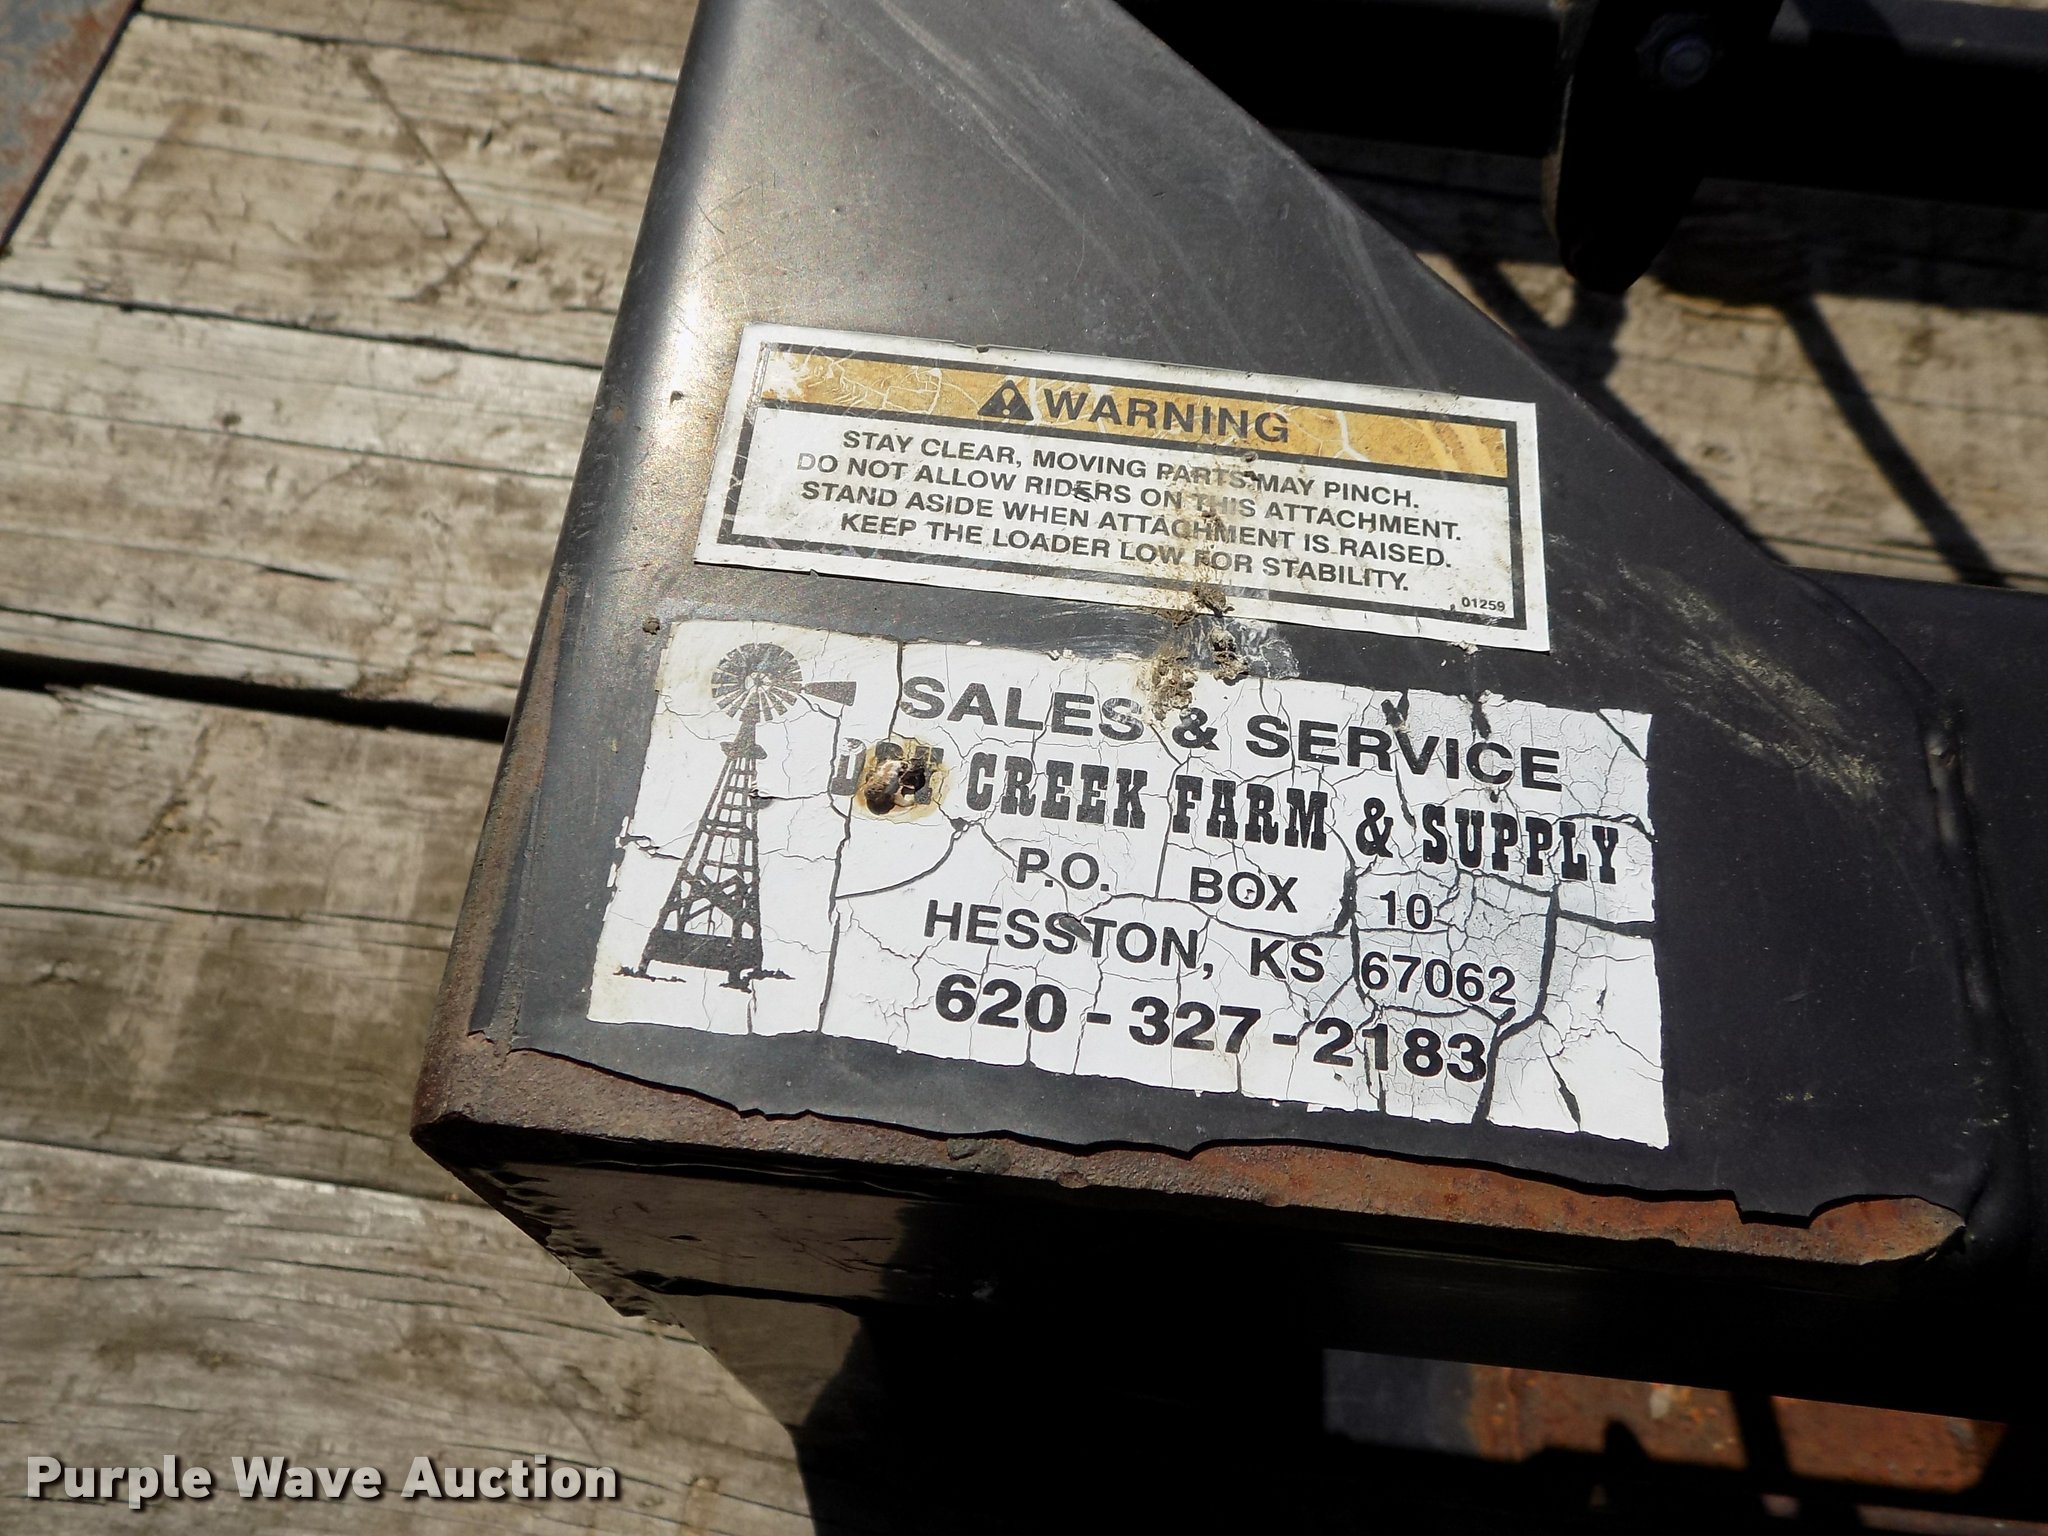 WARNING
STAY CLEAR, MOVING PARTS MAY PINCH.
DO NOT ALLOW RIDERS ON THIS ATTACHMENT.
STAND ASIDE WHEN ATTACHMENT IS RAISED.
KEEP THE LOADER LOW FOR STABILITY.
01259
SALES & SERVICE
CREEK FARM & SUPPLY
P.O. BOX 10
HESSTON, KS 67062
620-327-2183
Purple Wave Auction